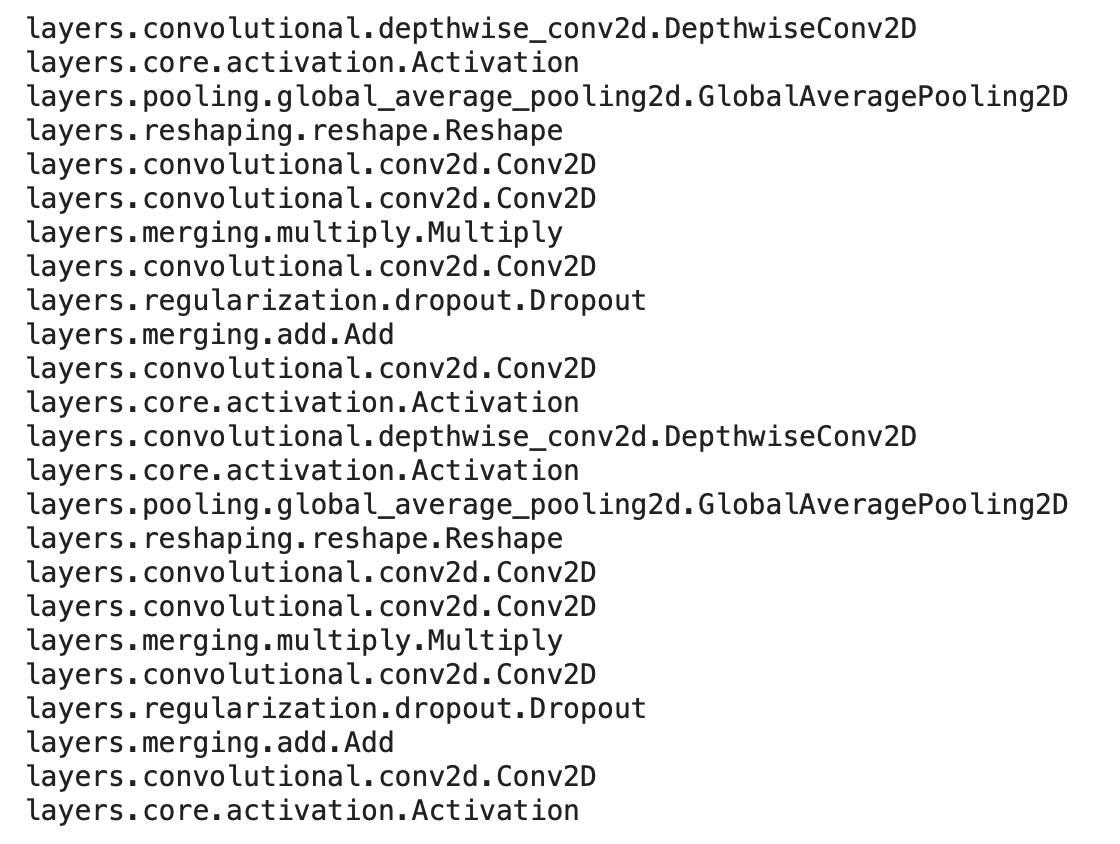 layers.convolutional.depthwise_conv2d.DepthwiseConv2D
layers.core.activation.Activation
layers.pooling.global_average_pooling2d.GlobalAveragePooling2D
layers.reshaping.reshape.Reshape
layers.convolutional.conv2d.Conv2D
layers.convolutional.conv2d.Conv2D
layers.merging.multiply.Multiply
layers.convolutional.conv2d.Conv2D
layers.regularization.dropout.Dropout
layers.merging.add.Add
layers.convolutional.conv2d.Conv2D
layers.core.activation.Activation
layers.convolutional.depthwise_conv2d.DepthwiseConv2D
layers.core.activation.Activation
layers.pooling.global_average_pooling2d.GlobalAveragePooling2D
layers.reshaping.reshape.Reshape
layers.convolutional.conv2d.Conv2D
layers.convolutional.conv2d.Conv2D
layers.merging.multiply.Multiply
layers.convolutional.conv2d.Conv2D
layers.regularization.dropout.Dropout
layers.merging.add.Add
layers.convolutional.conv2d.Conv2D
layers.core.activation.Activation